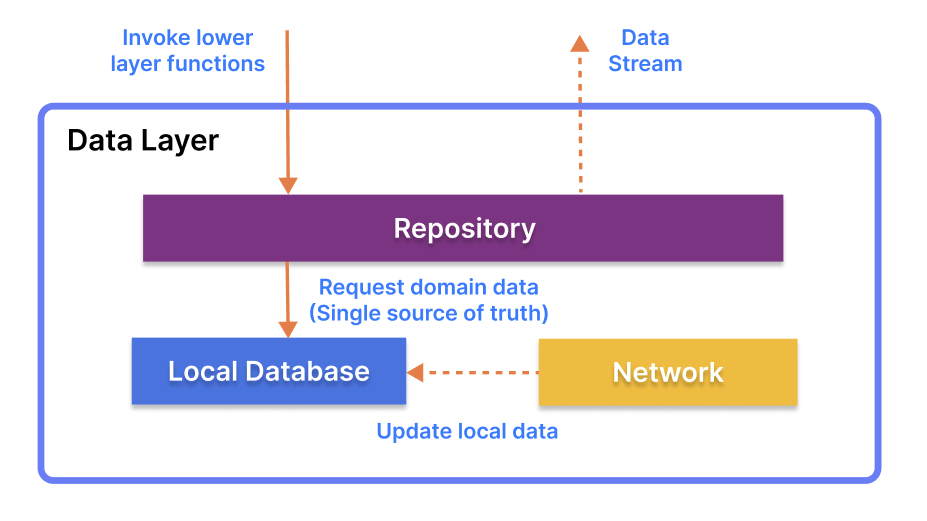 Invoke lower
layer functions
Data
Stream
Data Layer
Repository
Request domain data
(Single source of truth)
Local Database
Network
Update local data